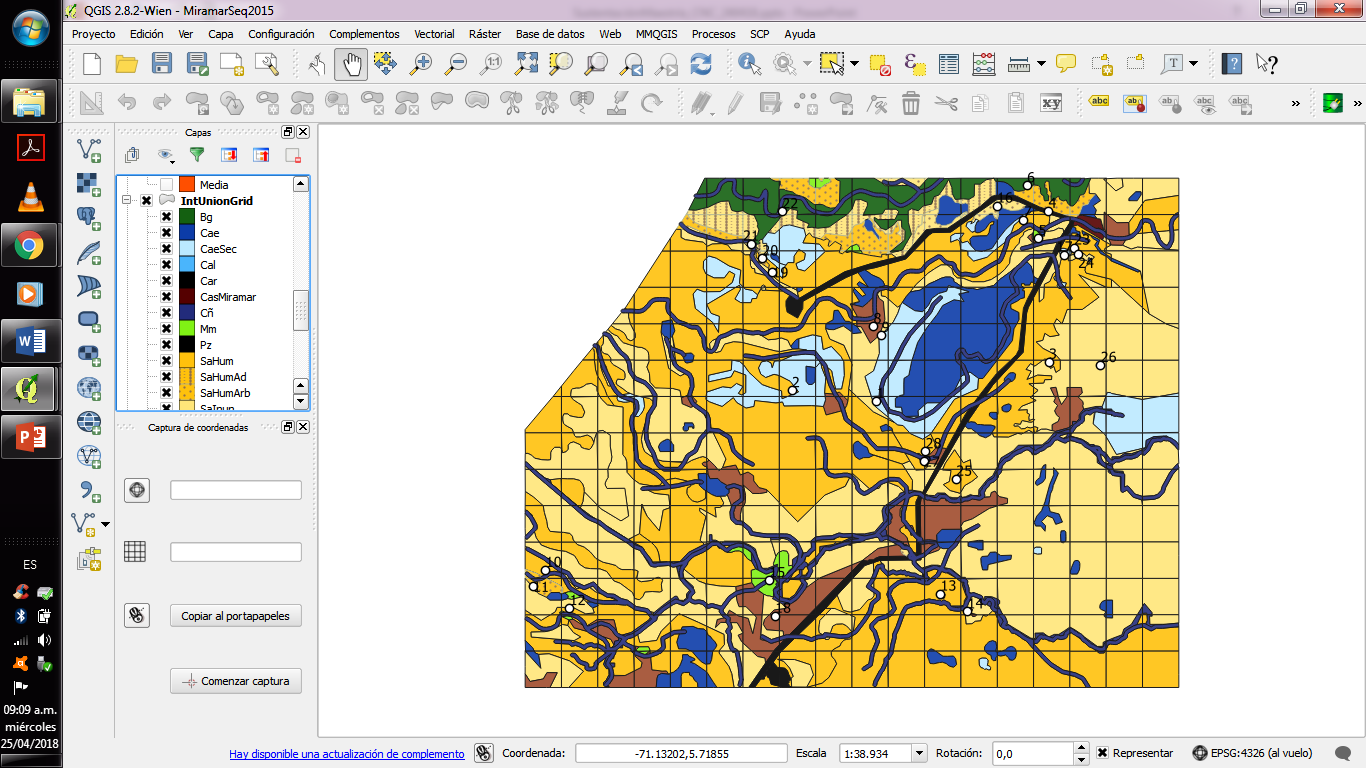 QGIS 2.8.2-Wien - MiramarSeq2015
Proyecto Edición Ver Capa Configuración Complementos Vectorial Ráster Base de datos Web MMQGIS Procesos SCP Ayuda
Capas
Media
IntUnionGrid
Bg
Cae
CaeSec
Cal
Car
CasMiramar
Cñ
Mm
Pz
SaHum
SaHumAd
SaHumArb
SaInun
Captura de coordenadas
Copiar al portapapeles
Comenzar captura
6
22
16
4
5
21
20
19
23
24
8
9
3
26
2
28
27
25
10
11
12
15
18
13
14
ES
09:09 a.m.
miércoles
25/04/2018
Hay disponible una actualización de complemento
Coordenada: -71.13202,5.71855
Escala 1:38.934
Rotación: 0,0
Representar
EPSG:4326 (al vuelo)